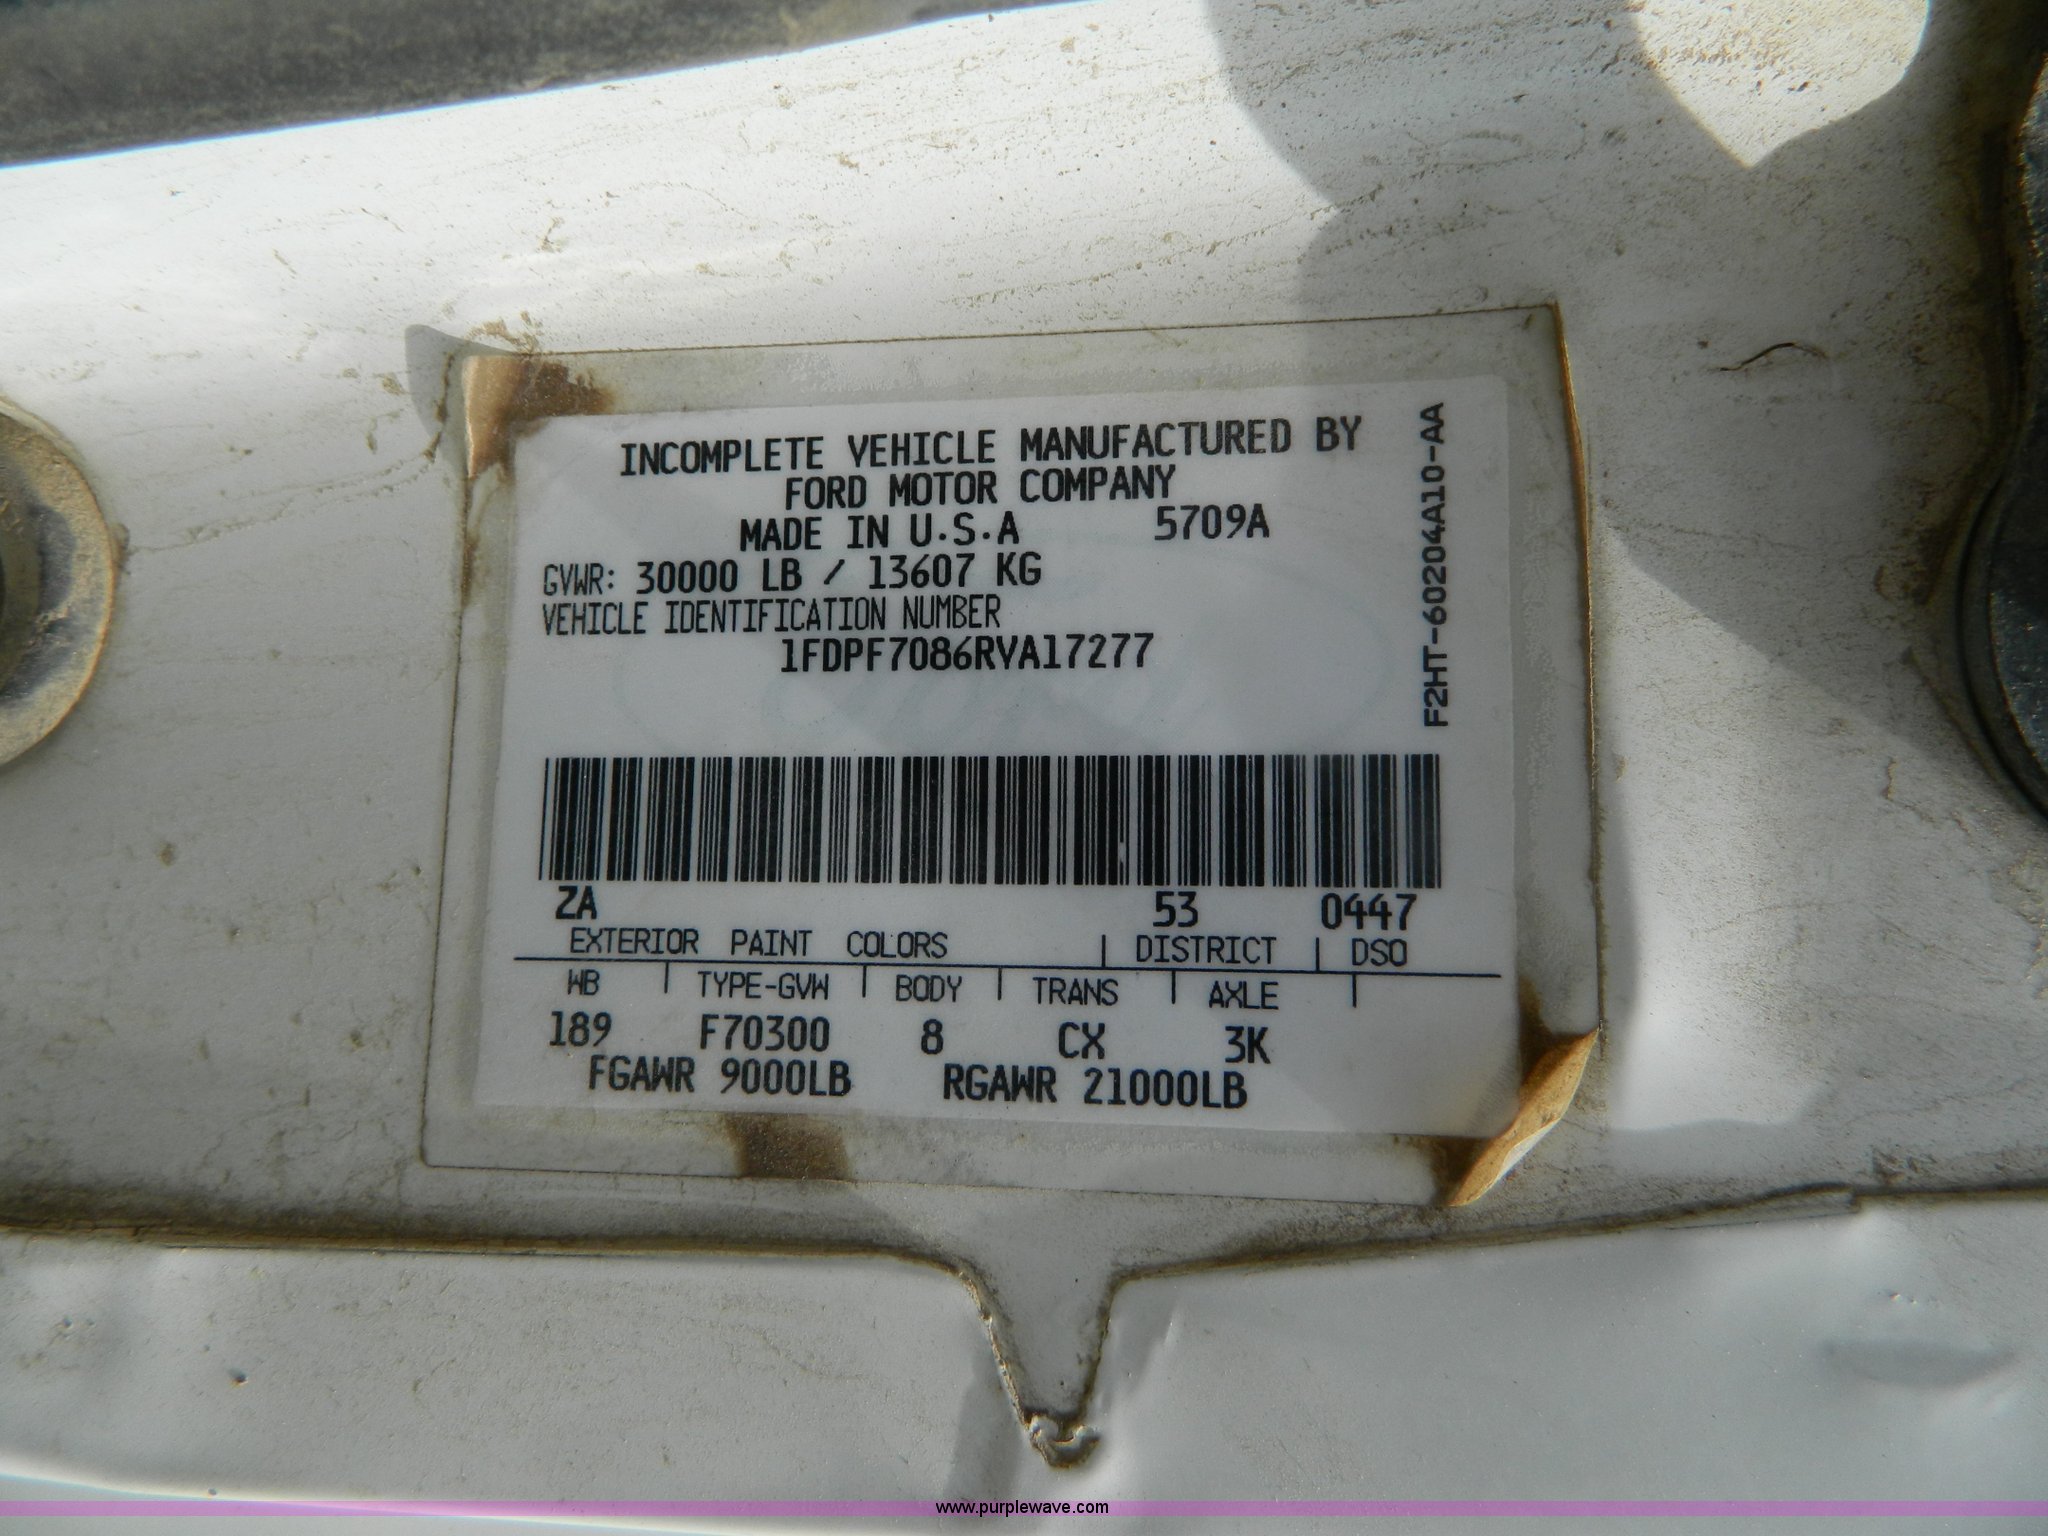 INCOMPLETE VEHICLE MANUFACTURED BY
FORD MOTOR COMPANY
MADE IN U.S.A 5709A
GVWR: 30000 LB / 13607 KG
VEHICLE IDENTIFICATION NUMBER
1FDPF7086RVA17277
F2HT-60204A10-AA
ZA 53 0447
EXTERIOR PAINT COLORS DISTRICT DSO
WB TYPE-GVW BODY TRANS AXLE
189 F70300 8 CX 3K
FGAWR 9000LB RGAWR 21000LB
www.purplewave.com